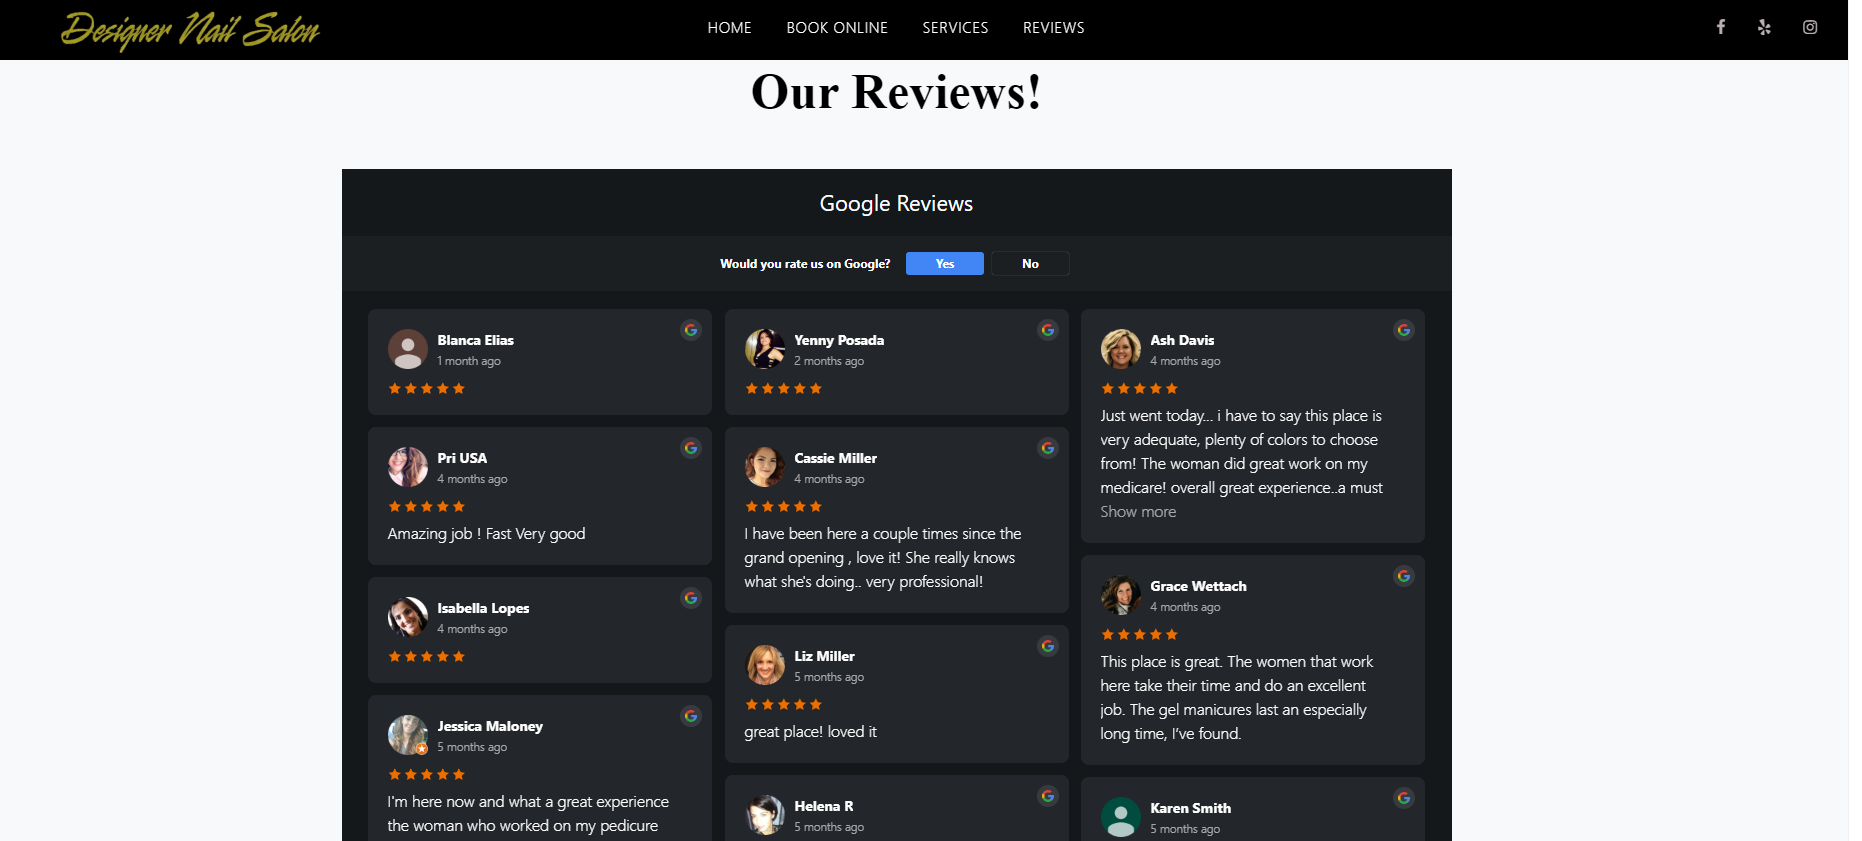 Designer Nail Salon
HOME BOOK ONLINE SERVICES REVIEWS
Our Reviews!
Google Reviews
Would you rate us on Google? Yes No
Blanca Elias
1 month ago
Pri USA
4 months ago
Amazing job ! Fast Very good
Isabella Lopes
4 months ago
Jessica Maloney
5 months ago
I'm here now and what a great experience
the woman who worked on my pedicure
Yenny Posada
2 months ago
Cassie Miller
4 months ago
I have been here a couple times since the
grand opening , love it! She really knows
what she's doing.. very professional!
Liz Miller
5 months ago
great place! loved it
Helena R
5 months ago
Ash Davis
4 months ago
Just went today... i have to say this place is
very adequate, plenty of colors to choose
from! The woman did great work on my
medicare! overall great experience..a must
Show more
Grace Wettach
4 months ago
This place is great. The women that work
here take their time and do an excellent
job. The gel manicures last an especially
long time, I've found.
Karen Smith
5 months ago